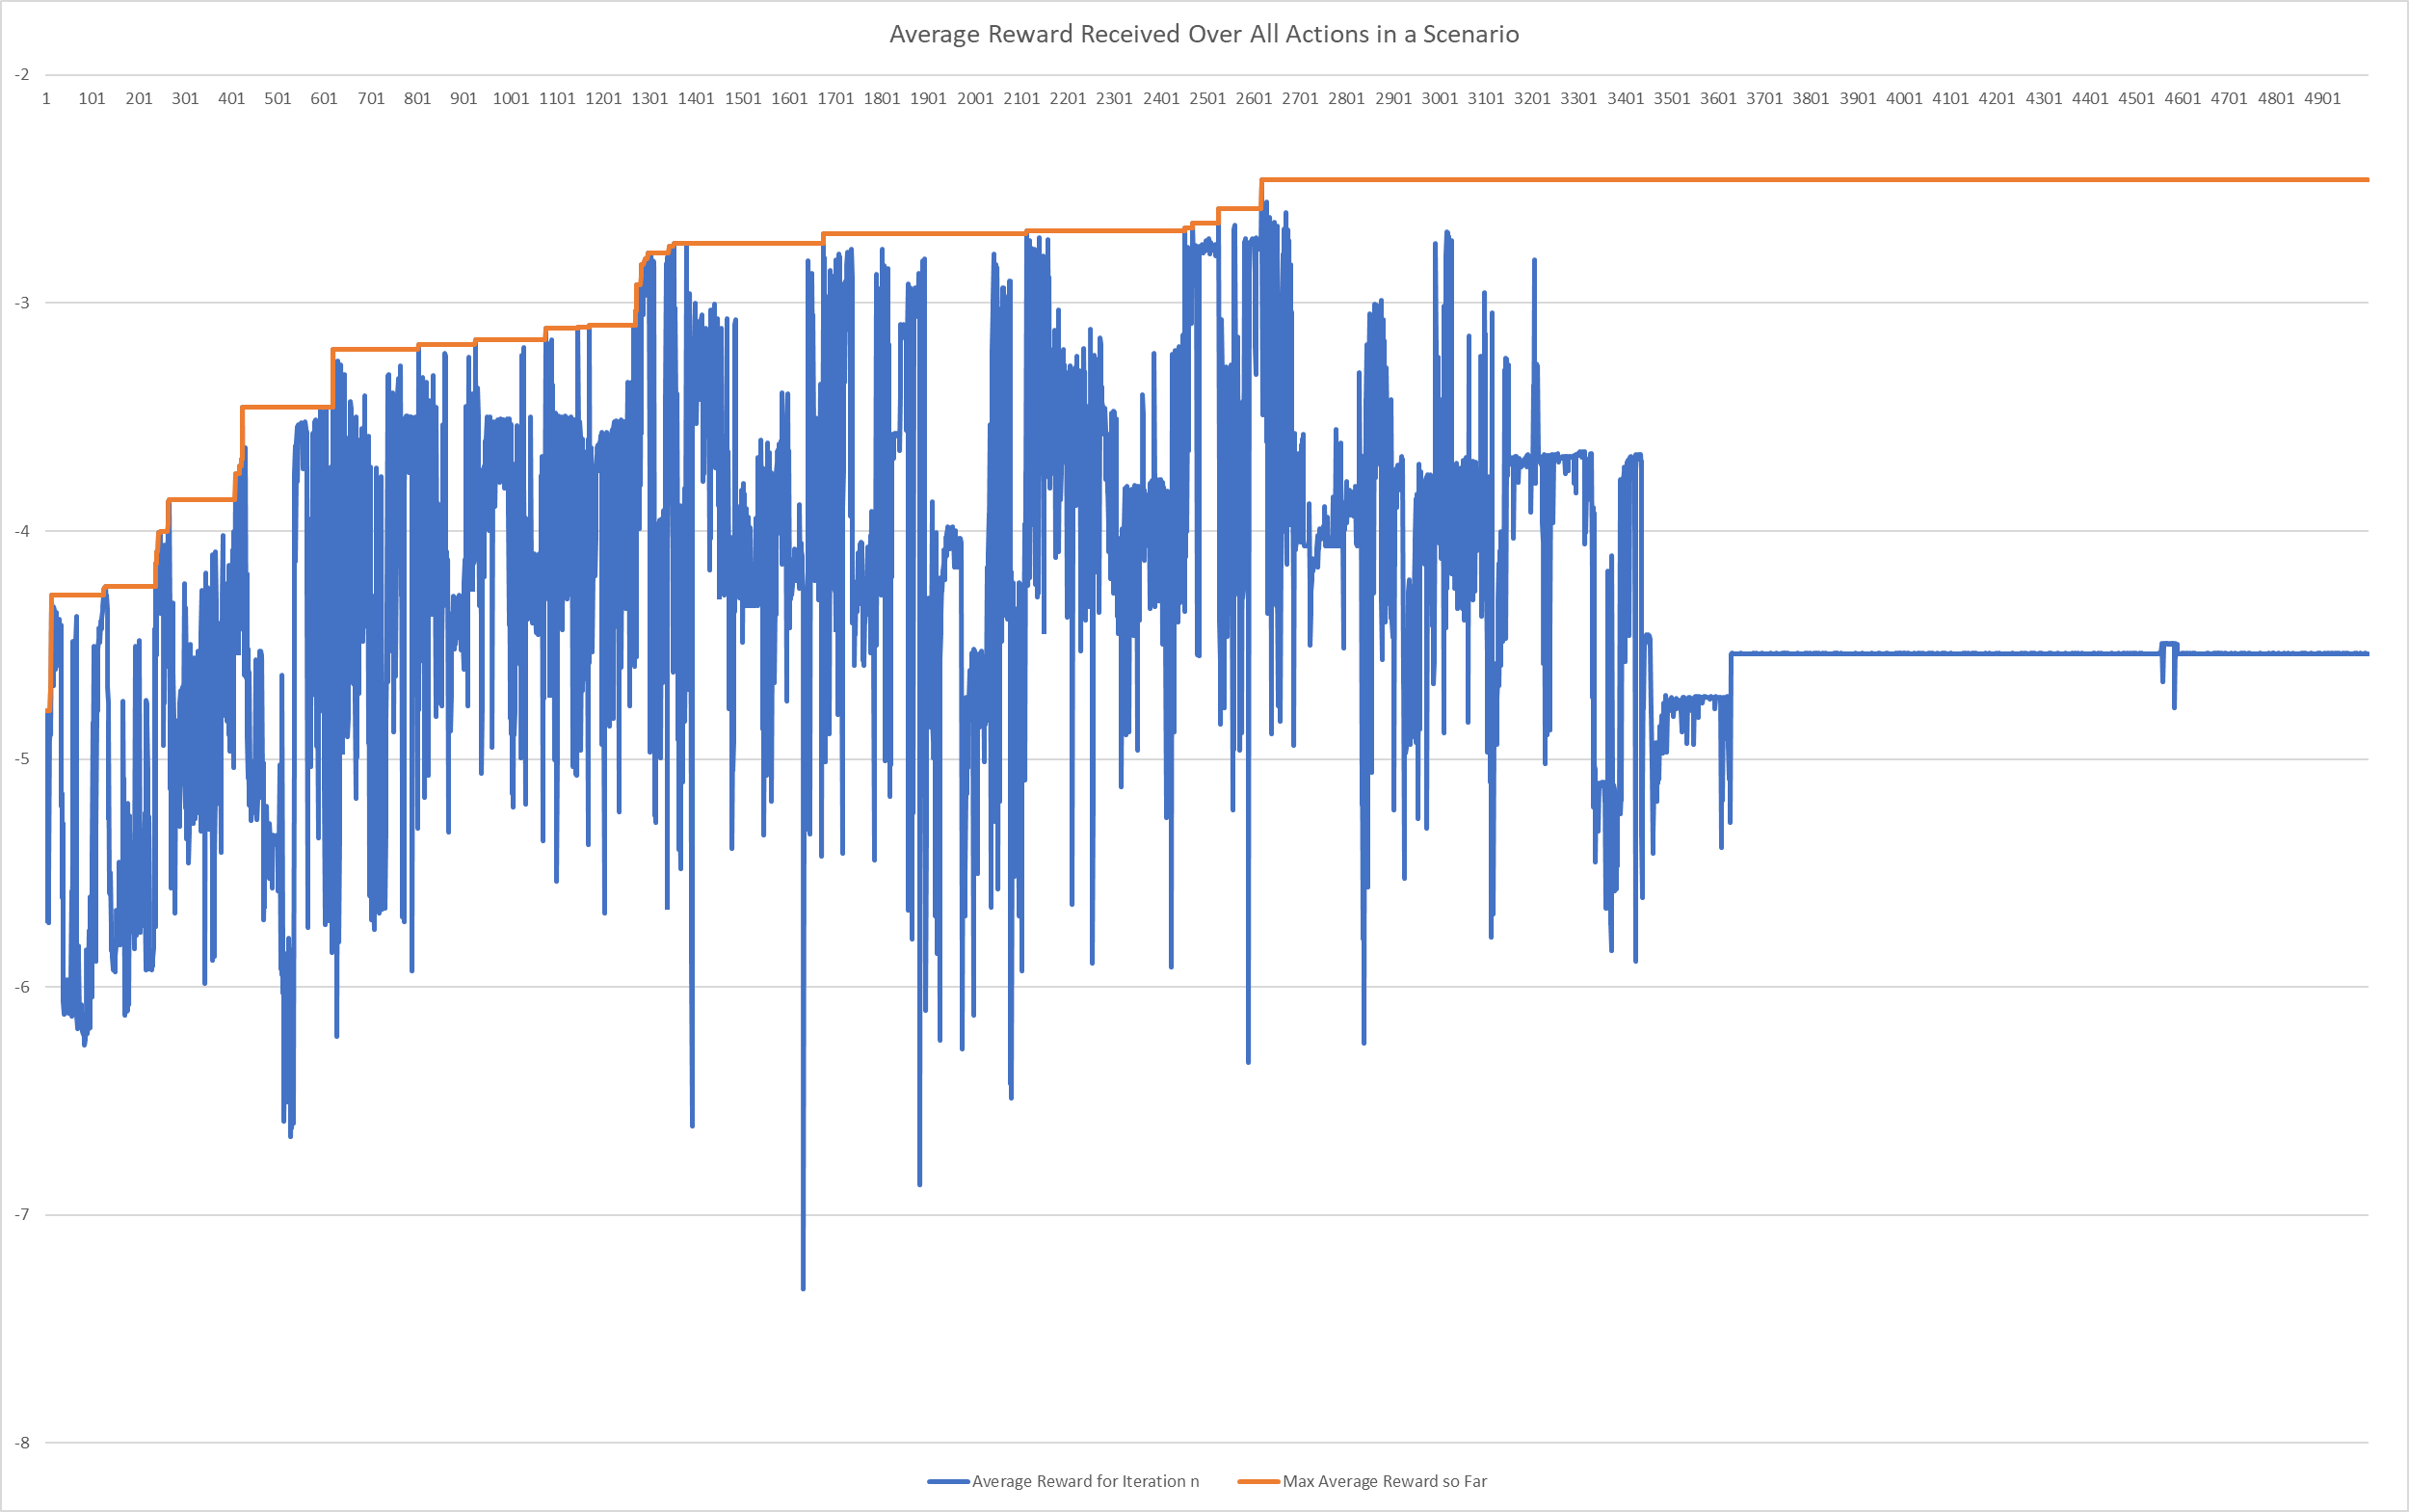 Average Reward Received Over All Actions in a Scenario
-2
1 101 201 301 401 501 601 701 801 901 1001 1101 1201 1301 1401 1501 1601 1701 1801 1901 2001 2101 2201 2301 2401 2501 2601 2701 2801 2901 3001 3101 3201 3301 3401 3501 3601 3701 3801 3901 4001 4101 4201 4301 4401 4501 4601 4701 4801 4901
-3
-4
-5
-6
-7
-8
Average Reward for Iteration n Max Average Reward so Far